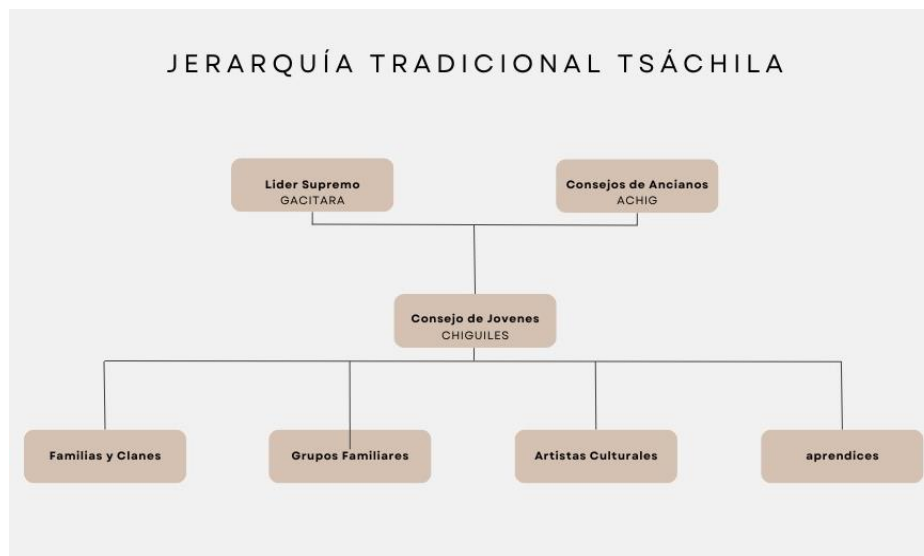 JERARQUÍA TRADICIONAL TSÁCHILA
Lider Supremo
GACITARA
Consejos de Ancianos
ACHIG
Consejo de Jovenes
CHIGUILES
Familias y Clanes
Grupos Familiares
Artistas Culturales
aprendices